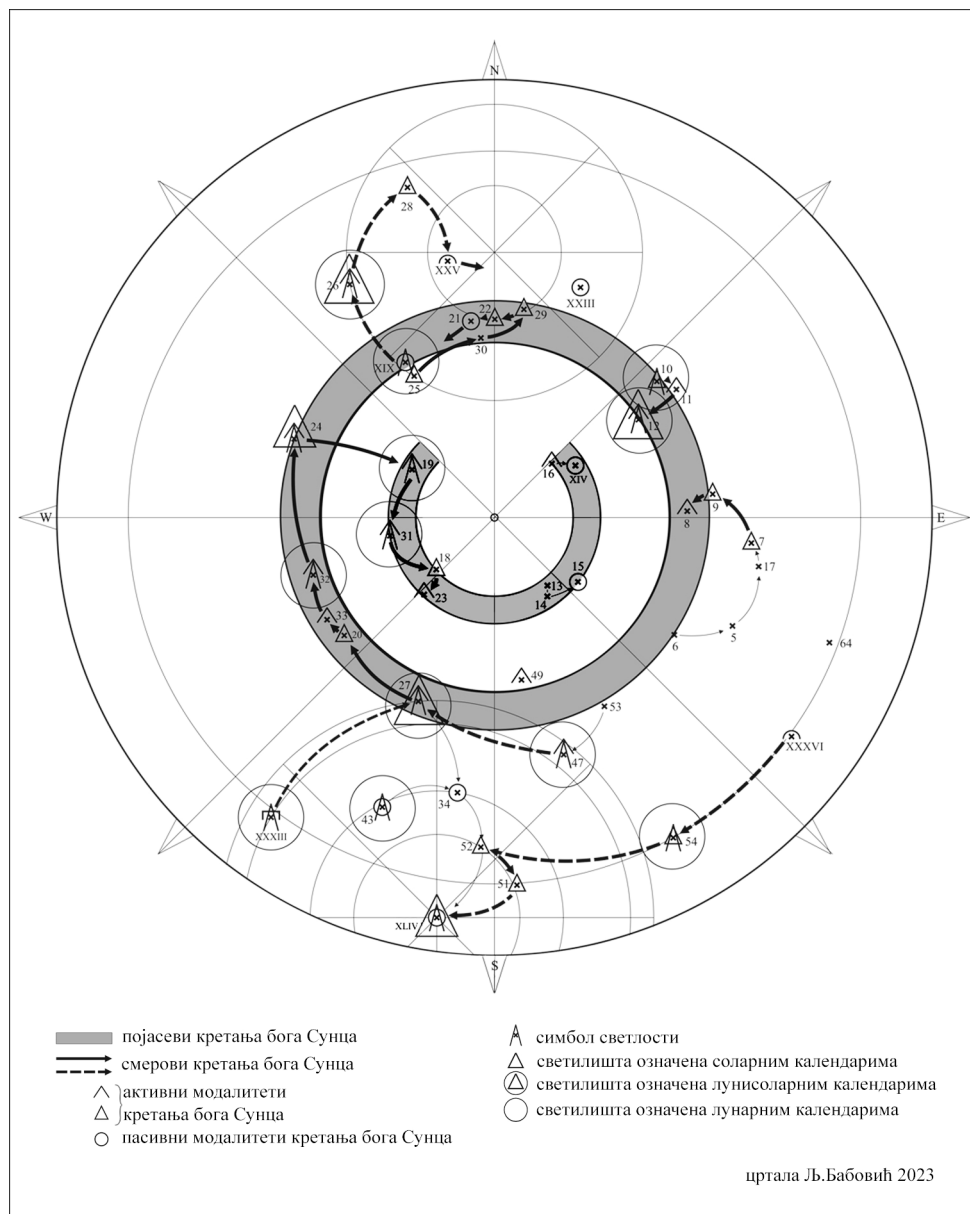 N
28
XXV
26
XXIII
22
21
29
30
XIX
25
10
11
12
24
19
16
XIV
9
8
W
E
31
7
17
18
15
32
23
13
14
33
20
5
6
64
49
27
53
XXXVI
47
34
43
XXXIII
54
52
51
XLIV
S
појасеви кретања бога Сунца
смерови кретања бога Сунца
активни модалитети
кретања бога Сунца
пасивни модалитети кретања бога Сунца
симбол светлости
светилишта означена соларним календарима
светилишта означена лунисоларним календарима
светилишта означена лунарним календарима
цртала Љ.Бабовић 2023